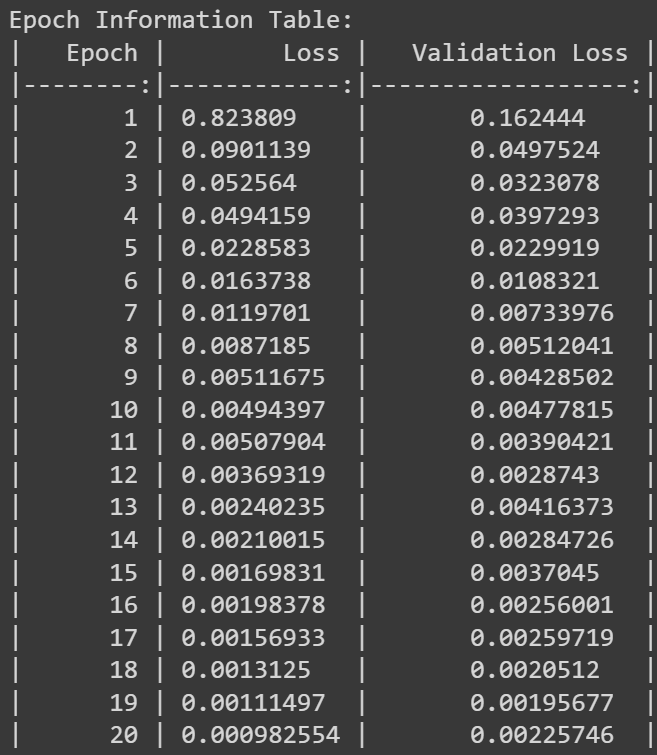 Epoch Information Table:
|   Epoch |        Loss |   Validation Loss |
|--------:|------------:|------------------:|
|       1 | 0.823809    |       0.162444    |
|       2 | 0.0901139   |       0.0497524   |
|       3 | 0.052564    |       0.0323078   |
|       4 | 0.0494159   |       0.0397293   |
|       5 | 0.0228583   |       0.0229919   |
|       6 | 0.0163738   |       0.0108321   |
|       7 | 0.0119701   |       0.00733976  |
|       8 | 0.0087185   |       0.00512041  |
|       9 | 0.00511675  |       0.00428502  |
|      10 | 0.00494397  |       0.00477815  |
|      11 | 0.00507904  |       0.00390421  |
|      12 | 0.00369319  |       0.0028743   |
|      13 | 0.00240235  |       0.00416373  |
|      14 | 0.00210015  |       0.00284726  |
|      15 | 0.00169831  |       0.0037045   |
|      16 | 0.00198378  |       0.00256001  |
|      17 | 0.00156933  |       0.00259719  |
|      18 | 0.0013125   |       0.0020512   |
|      19 | 0.00111497  |       0.00195677  |
|      20 | 0.000982554 |       0.00225746  |